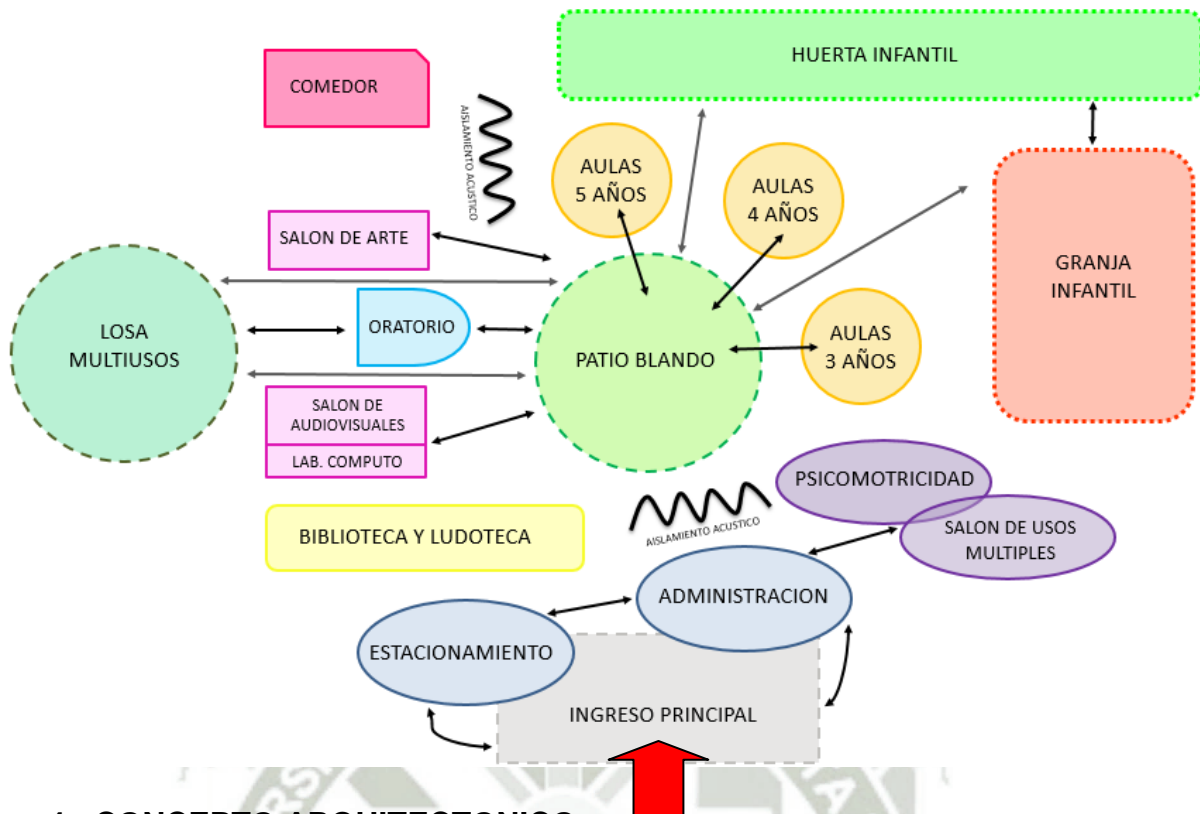 HUERTA INFANTIL
COMEDOR
AISLAMIENTO ACUSTICO
AULAS
5 AÑOS
AULAS
4 AÑOS
SALON DE ARTE
GRANJA
INFANTIL
LOSA
MULTIUSOS
ORATORIO
PATIO BLANDO
AULAS
3 AÑOS
SALON DE
AUDIOVISUALES
LAB. COMPUTO
PSICOMOTRICIDAD
SALON DE USOS
MULTIPLES
AISLAMIENTO ACUSTICO
BIBLIOTECA Y LUDOTECA
ADMINISTRACION
ESTACIONAMIENTO
INGRESO PRINCIPAL
CONCEPTO ARQUITECTONICO